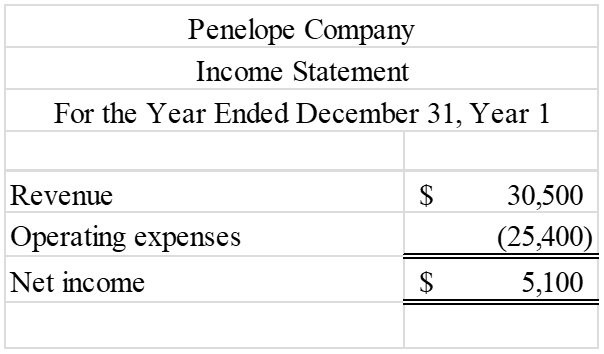 Penelope Company
Income Statement
For the Year Ended December 31, Year 1
Revenue $ 30,500
Operating expenses (25,400)
Net income $ 5,100